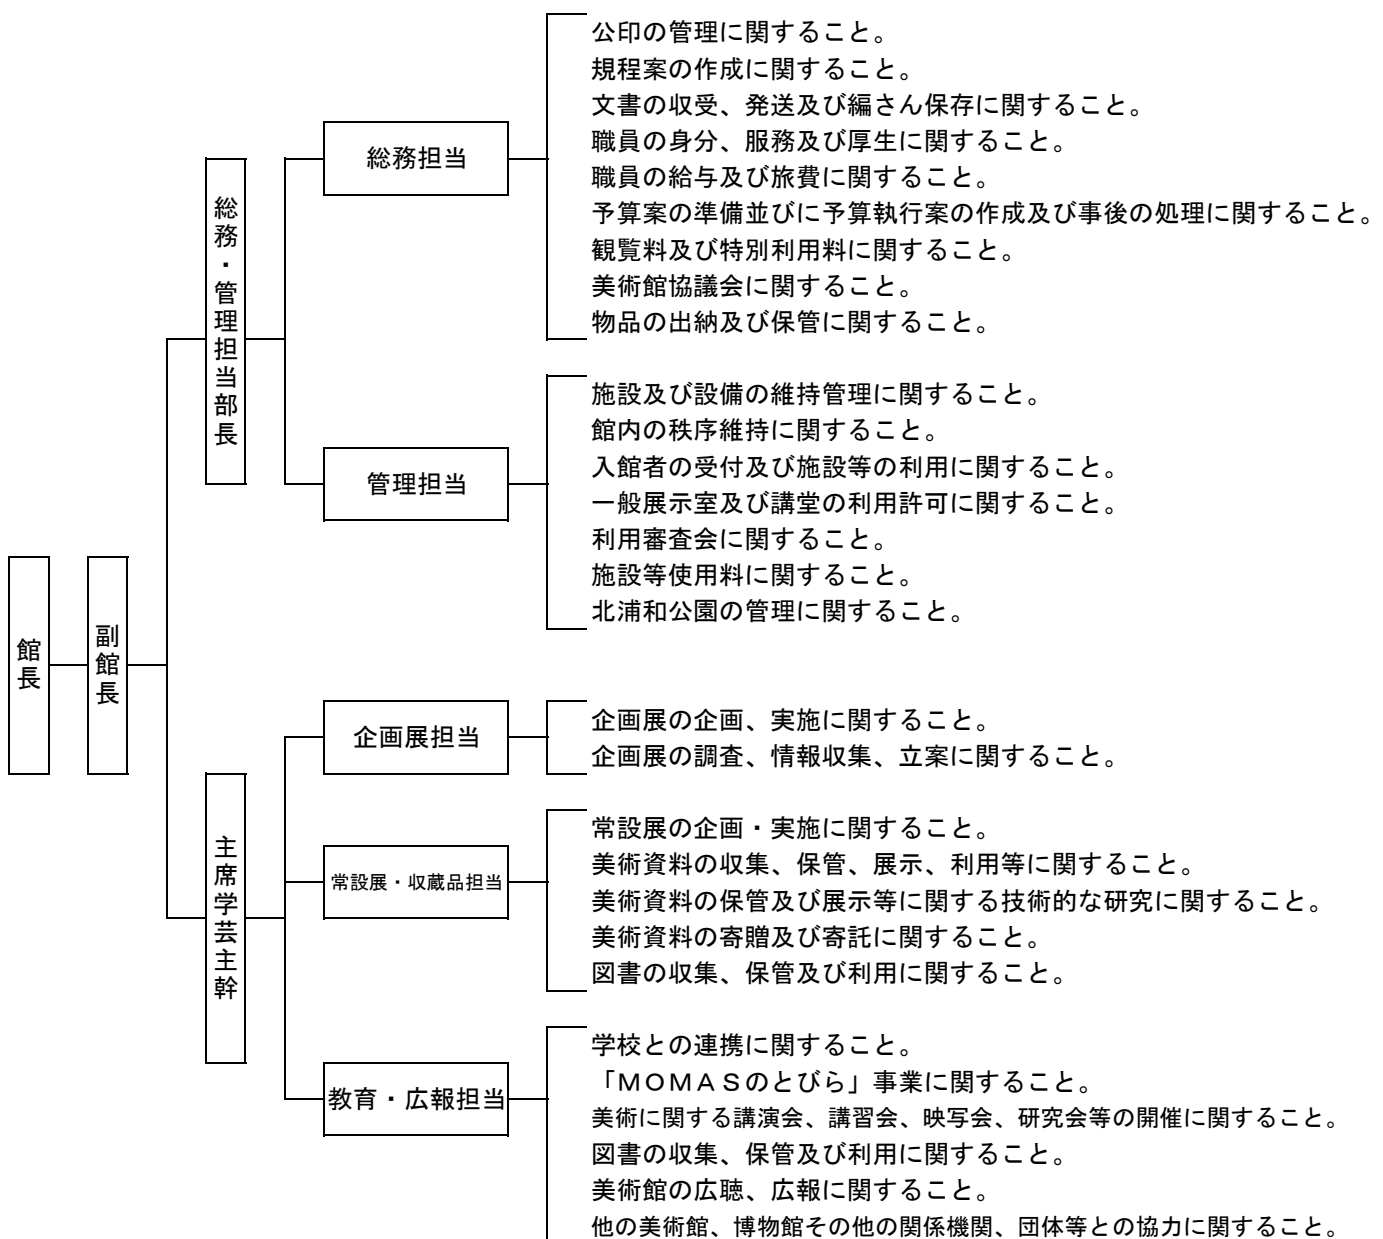 館長
副館長
総務・管理担当部長
総務担当
公印の管理に関すること。
規程案の作成に関すること。
文書の収受、発送及び編さん保存に関すること。
職員の身分、服務及び厚生に関すること。
職員の給与及び旅費に関すること。
予算案の準備並びに予算執行案の作成及び事後の処理に関すること。
観覧料及び特別利用料に関すること。
美術館協議会に関すること。
物品の出納及び保管に関すること。
管理担当
施設及び設備の維持管理に関すること。
館内の秩序維持に関すること。
入館者の受付及び施設等の利用に関すること。
一般展示室及び講堂の利用許可に関すること。
利用審査会に関すること。
施設等使用料に関すること。
北浦和公園の管理に関すること。
主席学芸主幹
企画展担当
企画展の企画、実施に関すること。
企画展の調査、情報収集、立案に関すること。
常設展・収蔵品担当
常設展の企画・実施に関すること。
美術資料の収集、保管、展示、利用等に関すること。
美術資料の保管及び展示等に関する技術的な研究に関すること。
美術資料の寄贈及び寄託に関すること。
図書の収集、保管及び利用に関すること。
教育・広報担当
学校との連携に関すること。
「ＭＯＭＡＳのとびら」事業に関すること。
美術に関する講演会、講習会、映写会、研究会等の開催に関すること。
図書の収集、保管及び利用に関すること。
美術館の広聴、広報に関すること。
他の美術館、博物館その他の関係機関、団体等との協力に関すること。